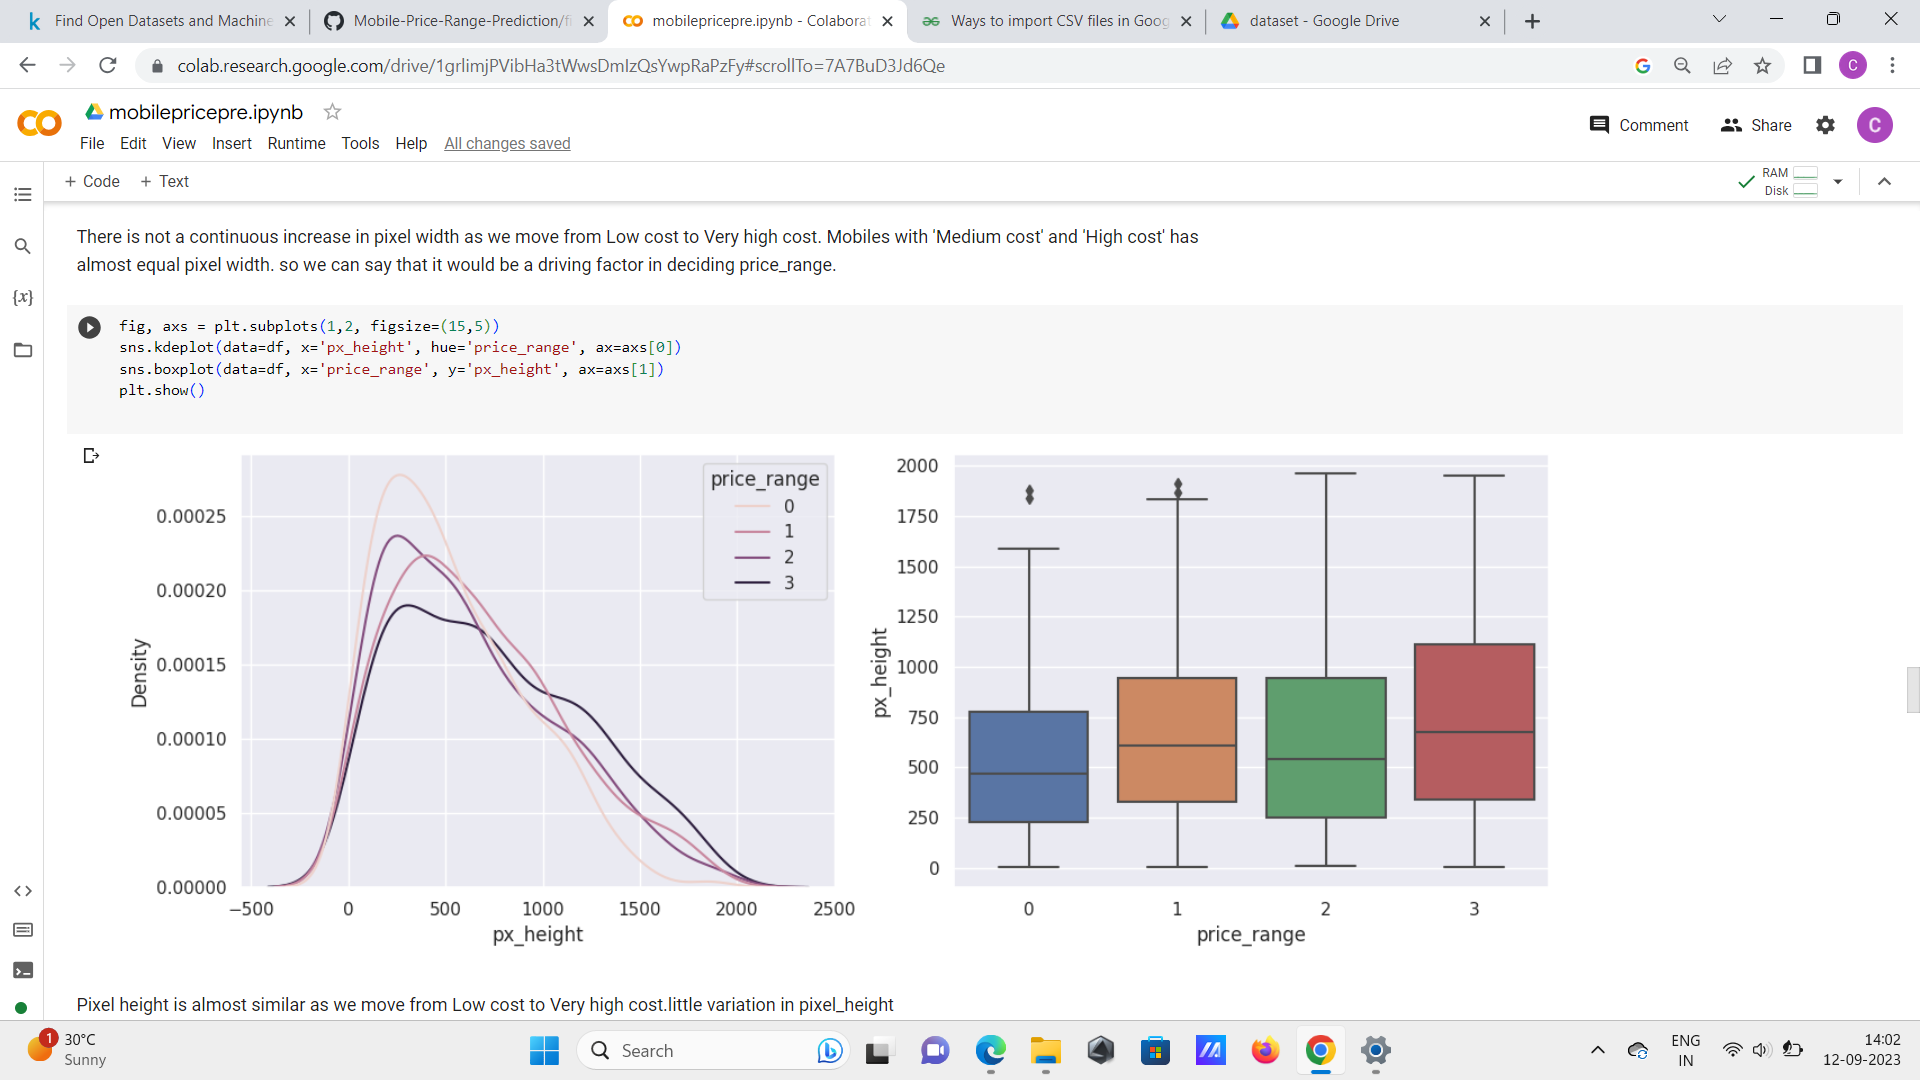 Find Open Datasets and Machine
Mobile-Price-Range-Prediction/fi
mobilepricepre.ipynb - Colaborat
Ways to import CSV files in Goog
dataset - Google Drive
colab.research.google.com/drive/1grlimjPVibHa3tWwsDmIzQsYwpRaPzFy#scrollTo=7A7BuD3Jd6Qe
C
mobilepricepre.ipynb
File Edit View Insert Runtime Tools Help All changes saved
Comment
Share
C
+ Code + Text
RAM
Disk
There is not a continuous increase in pixel width as we move from Low cost to Very high cost. Mobiles with 'Medium cost' and 'High cost' has
almost equal pixel width. so we can say that it would be a driving factor in deciding price_range.
{x}
fig, axs = plt.subplots(1,2, figsize=(15,5))
sns.kdeplot(data=df, x='px_height', hue='price_range', ax=axs[0])
sns.boxplot(data=df, x='price_range', y='px_height', ax=axs[1])
plt.show()
price_range
0
1
2
3
Density
0.00025
0.00020
0.00015
0.00010
0.00005
0.00000
−500 0 500 1000 1500 2000 2500
px_height
px_height
2000
1750
1500
1250
1000
750
500
250
0
0 1 2 3
price_range
Pixel height is almost similar as we move from Low cost to Very high cost.little variation in pixel_height
1
30°C
Sunny
Search
ENG
IN
14:02
12-09-2023